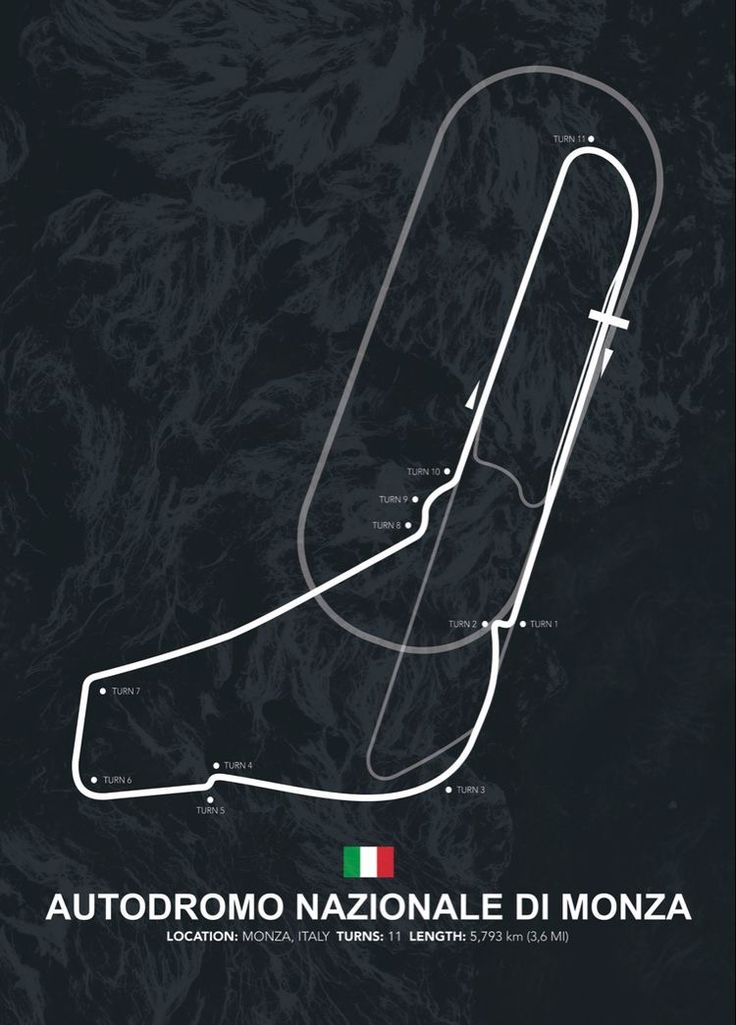 TURN 11
TURN 10
TURN 9
TURN 8
TURN 2
TURN 1
TURN 7
TURN 4
TURN 6
TURN 3
TURN 5
AUTODROMO NAZIONALE DI MONZA
LOCATION: MONZA, ITALY TURNS: 11 LENGTH: 5,793 km (3,6 MI)